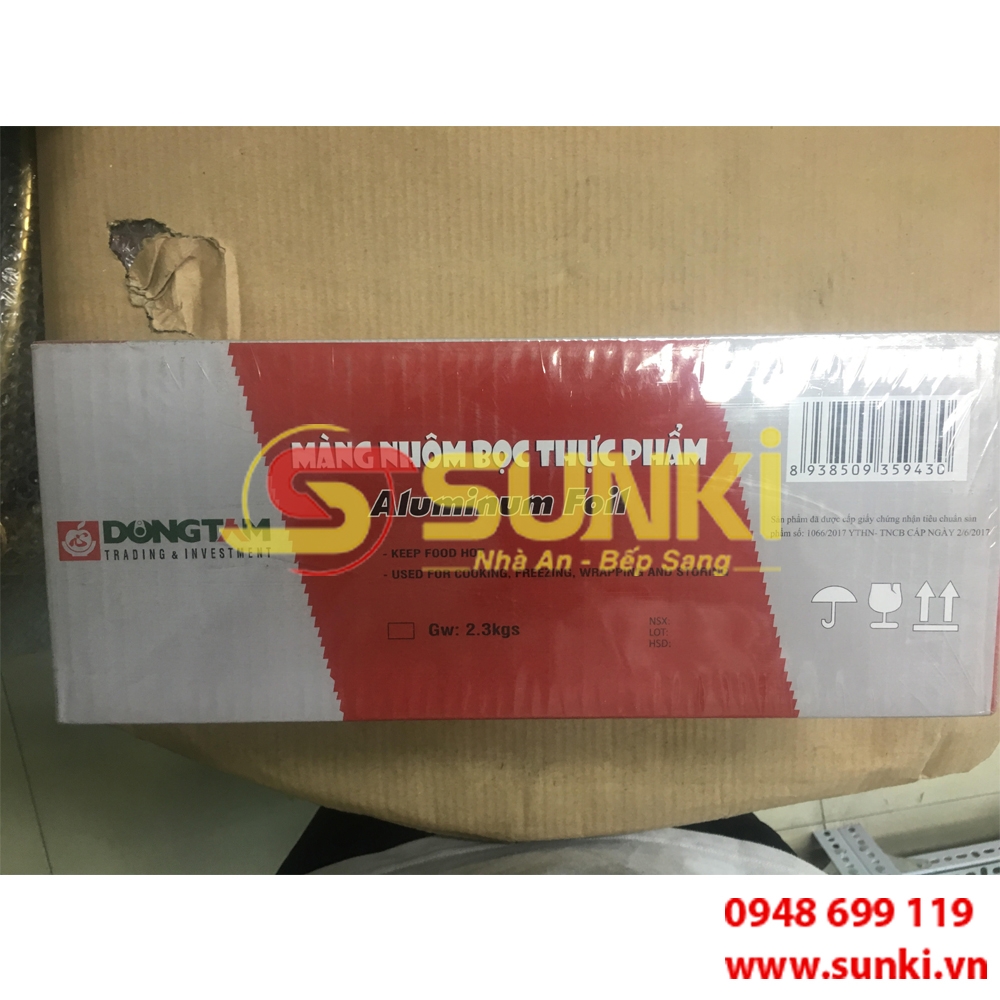 MÀNG NHÔM BỌC THỰC PHẨM
Aluminum Foil
SUNKI
Nhà An - Bếp Sang
DONGTAM
TRADING & INVESTMENT
- KEEP FOOD HOT
- USED FOR COOKING, FREEZING, WRAPPING AND STORING
Gw: 2.3kgs
NSX:
LOT:
HSD:
8 938509 359430
Sản phẩm đã được cấp giấy chứng nhận tiêu chuẩn sản
phẩm số: 1066/2017 YTHN- TNCB CẤP NGÀY 2/6/2017
0948 699 119
www.sunki.vn